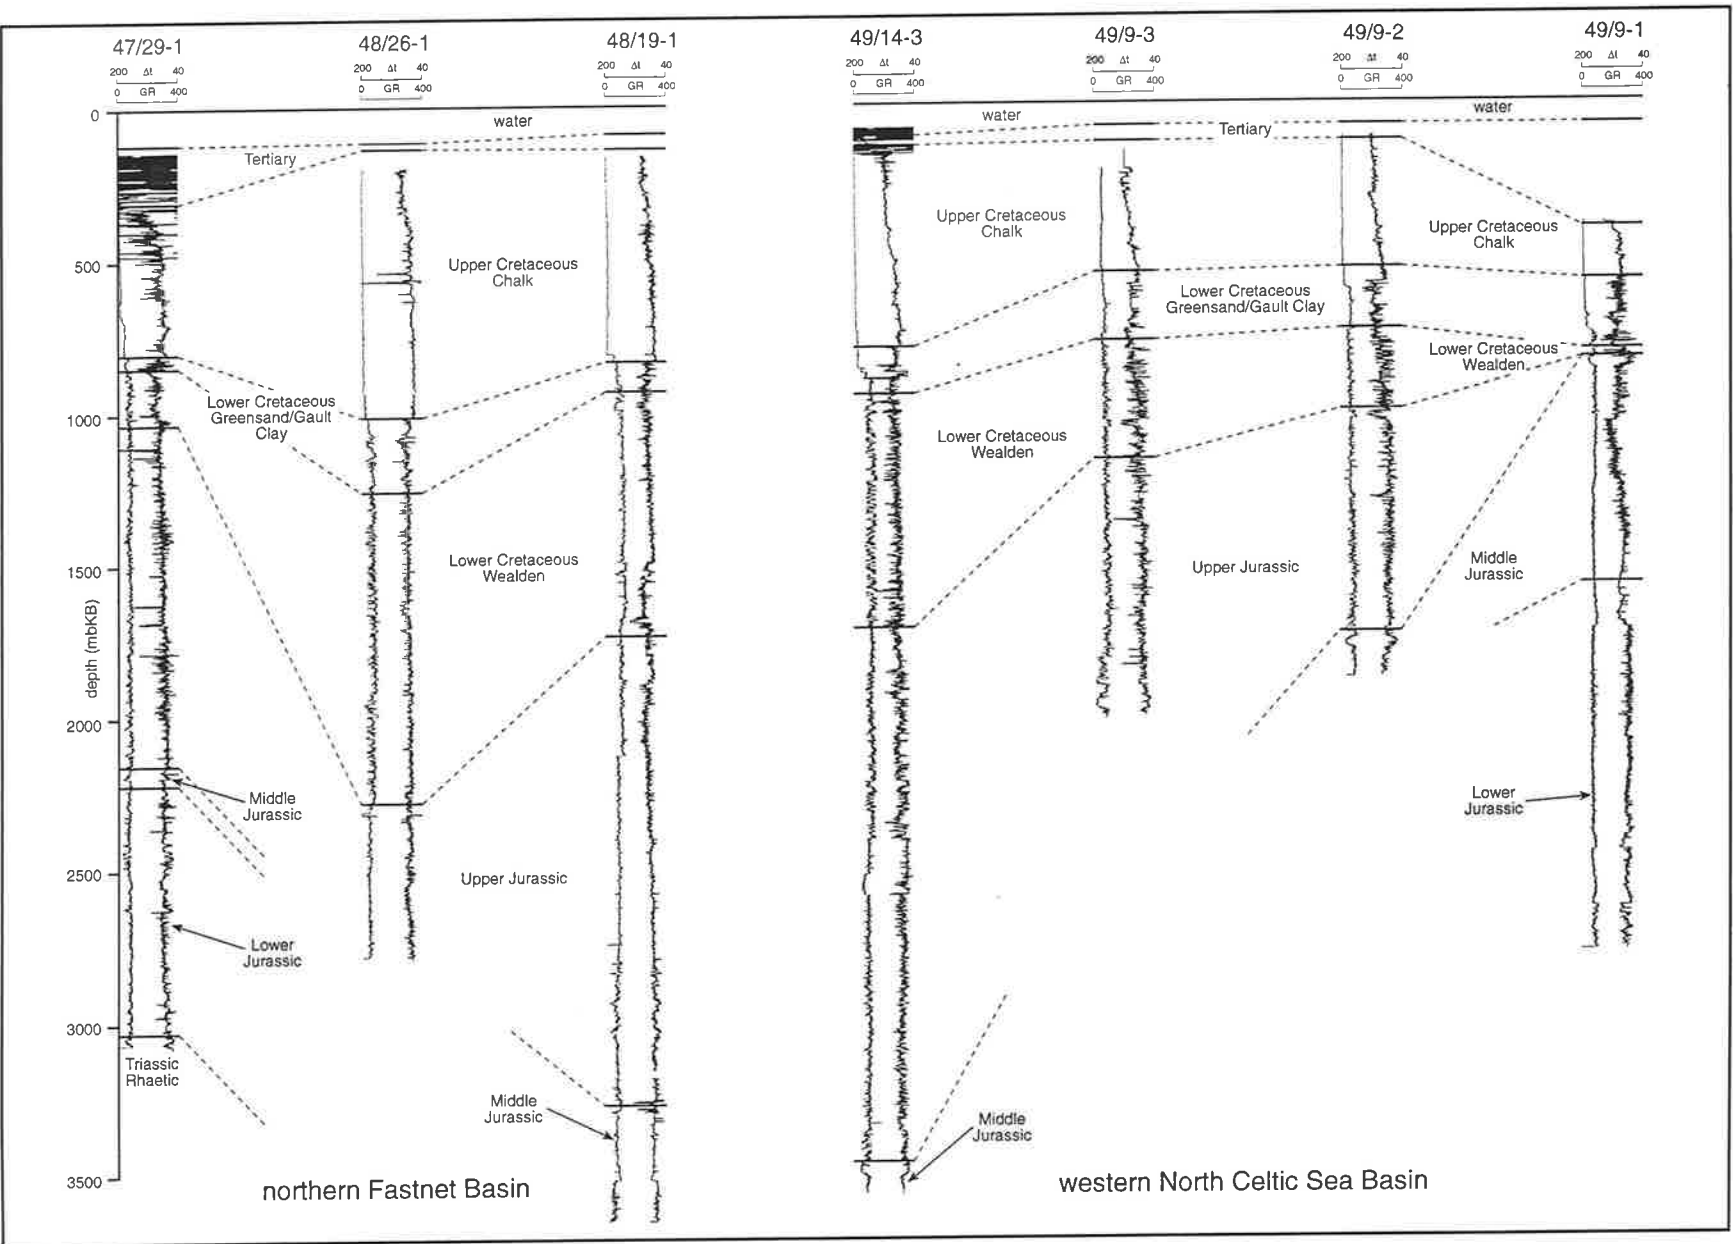 47/29-1
48/26-1
48/19-1
49/14-3
49/9-3
49/9-2
49/9-1
200 Δt 40
0 GR 400
200 Δt 40
0 GR 400
200 Δt 40
0 GR 400
200 Δt 40
0 GR 400
200 Δt 40
0 GR 400
200 Δt 40
0 GR 400
200 Δt 40
0 GR 400
depth (mbKB)
0
500
1000
1500
2000
2500
3000
3500
water
Tertiary
Upper Cretaceous
Chalk
Lower Cretaceous
Greensand/Gault
Clay
Lower Cretaceous
Wealden
Middle
Jurassic
Upper Jurassic
Lower
Jurassic
Triassic
Rhaetic
Middle
Jurassic
northern Fastnet Basin
water
water
Tertiary
Upper Cretaceous
Chalk
Upper Cretaceous
Chalk
Lower Cretaceous
Greensand/Gault Clay
Lower Cretaceous
Wealden
Lower Cretaceous
Wealden
Upper Jurassic
Middle
Jurassic
Lower
Jurassic
Middle
Jurassic
western North Celtic Sea Basin